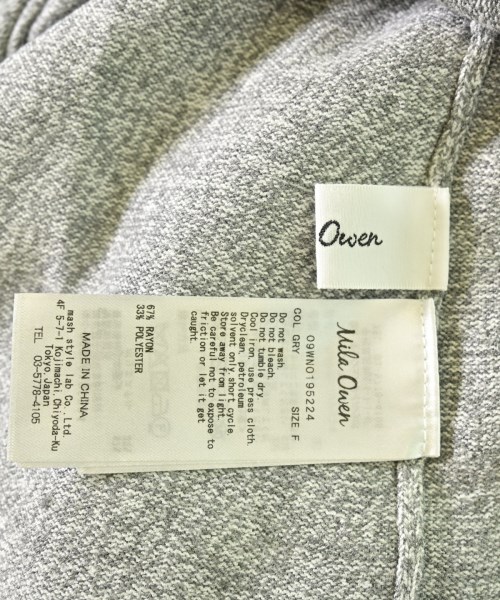 Owen
Mila Owen
09WN0195224
COL GRY SIZE F
Do not wash.
Do not bleach.
Do not tumble dry.
Cool iron, use press cloth.
Dryclean, petroleum
solvent only, short cycle.
Store away from light.
Be careful not to expose to
friction or let it get
caught.
67% RAYON
33% POLYESTER
MADE IN CHINA
mash style lab Co.,Ltd.
4F 5-7-1 Kojimachi, Chiyoda-Ku
Tokyo,Japan
TEL 03-5778-4105